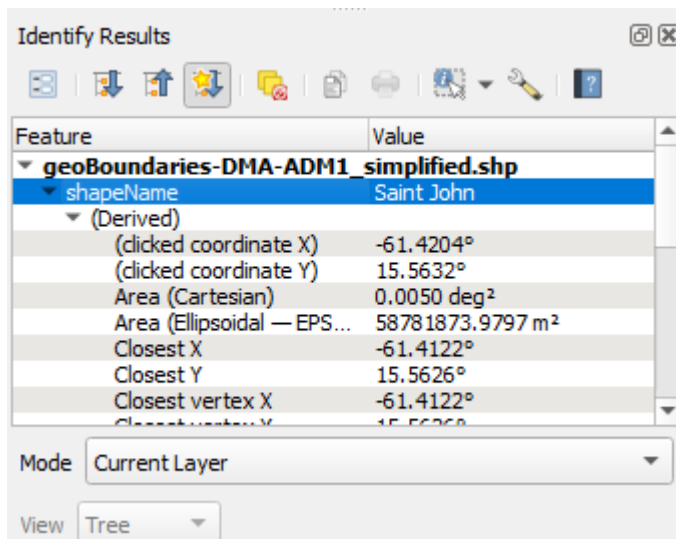 Identify Results
Feature Value
geoBoundaries-DMA-ADM1_simplified.shp
shapeName Saint John
(Derived)
(clicked coordinate X) -61.4204°
(clicked coordinate Y) 15.5632°
Area (Cartesian) 0.0050 deg²
Area (Ellipsoidal — EPS... 58781873.9797 m²
Closest X -61.4122°
Closest Y 15.5626°
Closest vertex X -61.4122°
Mode Current Layer
View Tree